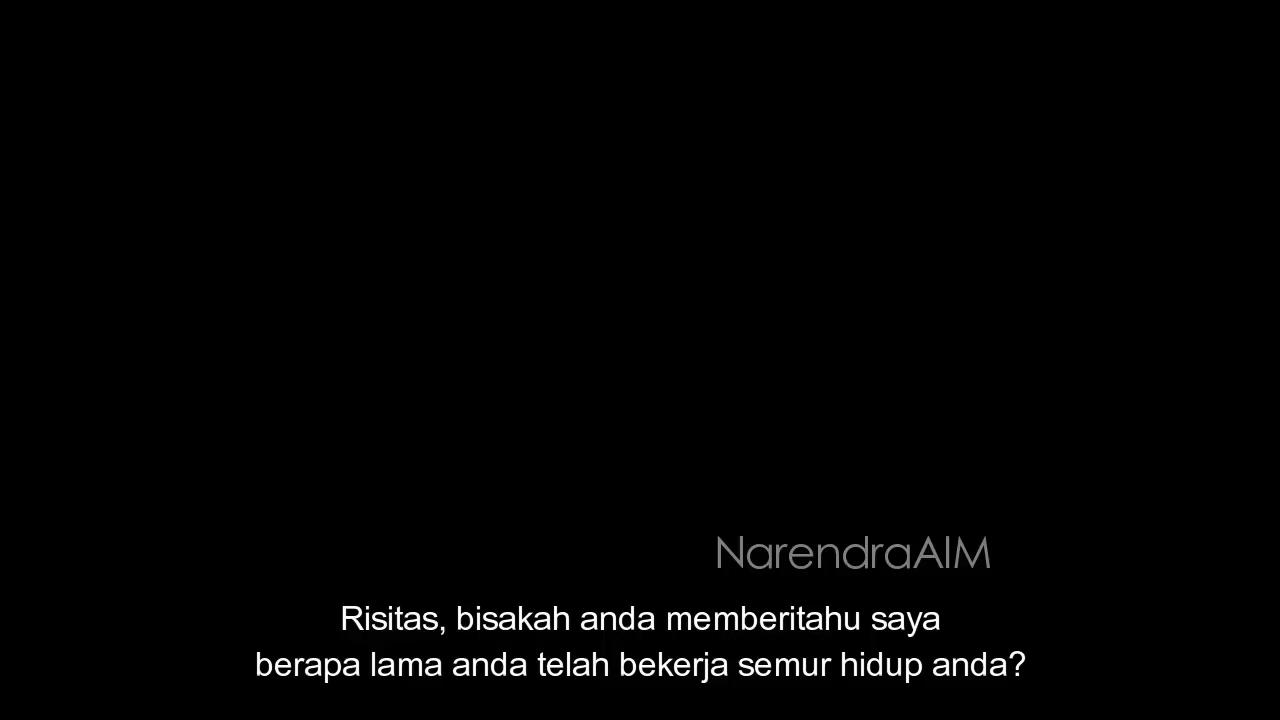 NarendraAIM
Risitas, bisakah anda memberitahu saya
berapa lama anda telah bekerja semur hidup anda?